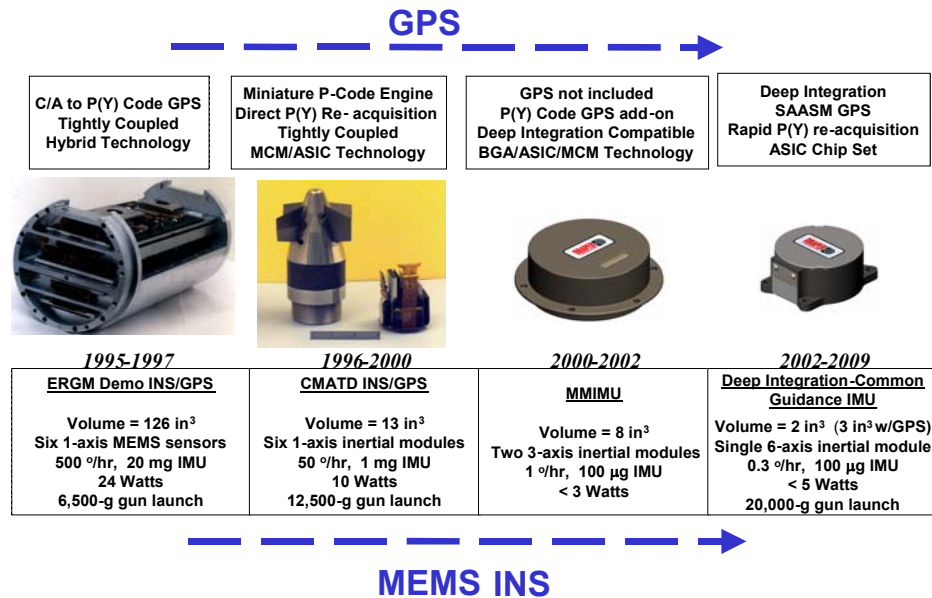 GPS
C/A to P(Y) Code GPS
Tightly Coupled
Hybrid Technology
Miniature P-Code Engine
Direct P(Y) Re- acquisition
Tightly Coupled
MCM/ASIC Technology
GPS not included
P(Y) Code GPS add-on
Deep Integration Compatible
BGA/ASIC/MCM Technology
Deep Integration
SAASM GPS
Rapid P(Y) re-acquisition
ASIC Chip Set
1995-1997
1996-2000
2000-2002
2002-2009
ERGM Demo INS/GPS
Volume = 126 in³
Six 1-axis MEMS sensors
500 º/hr, 20 mg IMU
24 Watts
6,500-g gun launch
CMATD INS/GPS
Volume = 13 in³
Six 1-axis inertial modules
50 º/hr, 1 mg IMU
10 Watts
12,500-g gun launch
MMIMU
Volume = 8 in³
Two 3-axis inertial modules
1 º/hr, 100 µg IMU
< 3 Watts
Deep Integration-Common
Guidance IMU
Volume = 2 in³ (3 in³ w/GPS)
Single 6-axis inertial module
0.3 º/hr, 100 µg IMU
< 5 Watts
20,000-g gun launch
MEMS INS